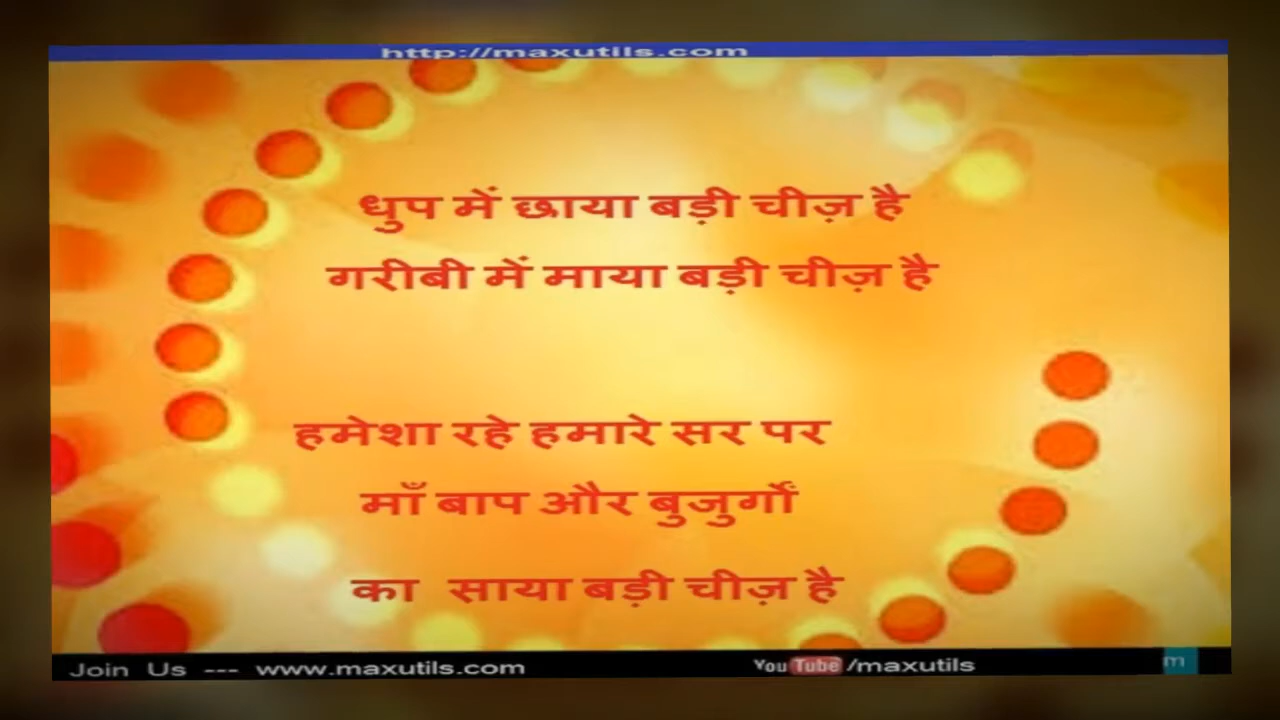 http://maxutils.com
धुप में छाया बड़ी चीज़ है
गरीबी में माया बड़ी चीज़ है
हमेशा रहे हमारे सर पर
माँ बाप और बुजुर्गों
का साया बड़ी चीज़ है
Join Us --- www.maxutils.com
YouTube /maxutils
m